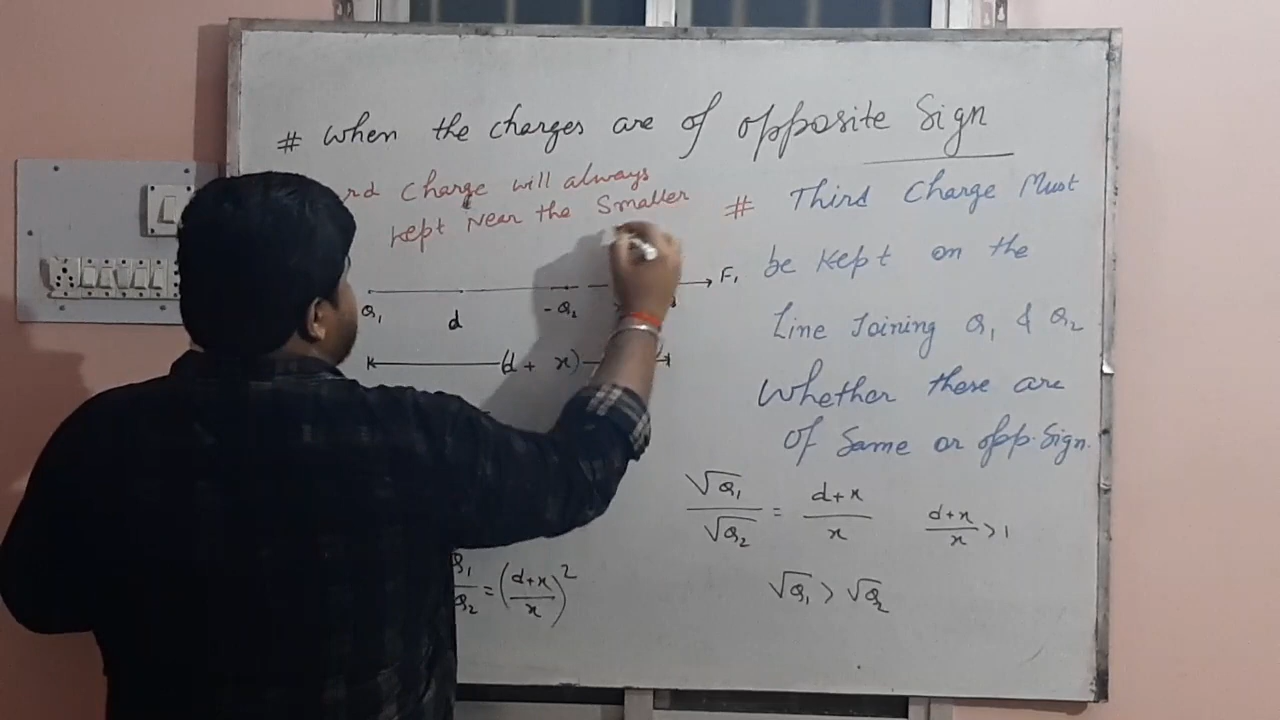 # When the charges are of opposite Sign
rd Charge will always
kept Near the Smaller
F₁
Q₁ d - Q₂
(d + x)
Q₁/Q₂ = ((d+x)/x)²
# Third Charge Must
be Kept on the
Line Joining Q₁ & Q₂
Whether these are
of Same or opp. Sign.
√Q₁/√Q₂ = (d+x)/x
(d+x)/x > 1
√Q₁ > √Q₂